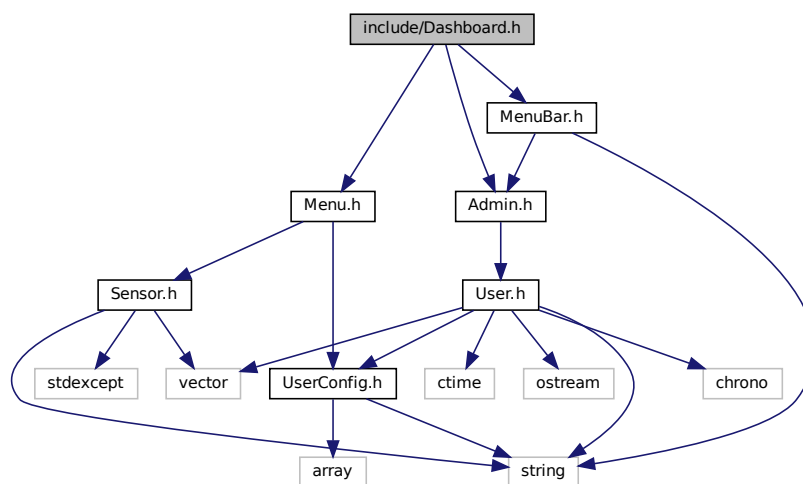 include/Dashboard.h
MenuBar.h
Menu.h
Admin.h
Sensor.h
User.h
stdexcept
vector
UserConfig.h
ctime
ostream
chrono
array
string